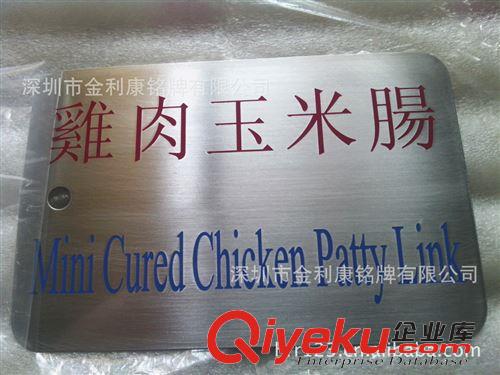 深圳市金利康铭牌有限公司
雞肉玉米腸
Mini Cured Chicken Patty Link
深圳市金利康铭牌有限公司
Qiyeku.com 企业库
Enterprise Database